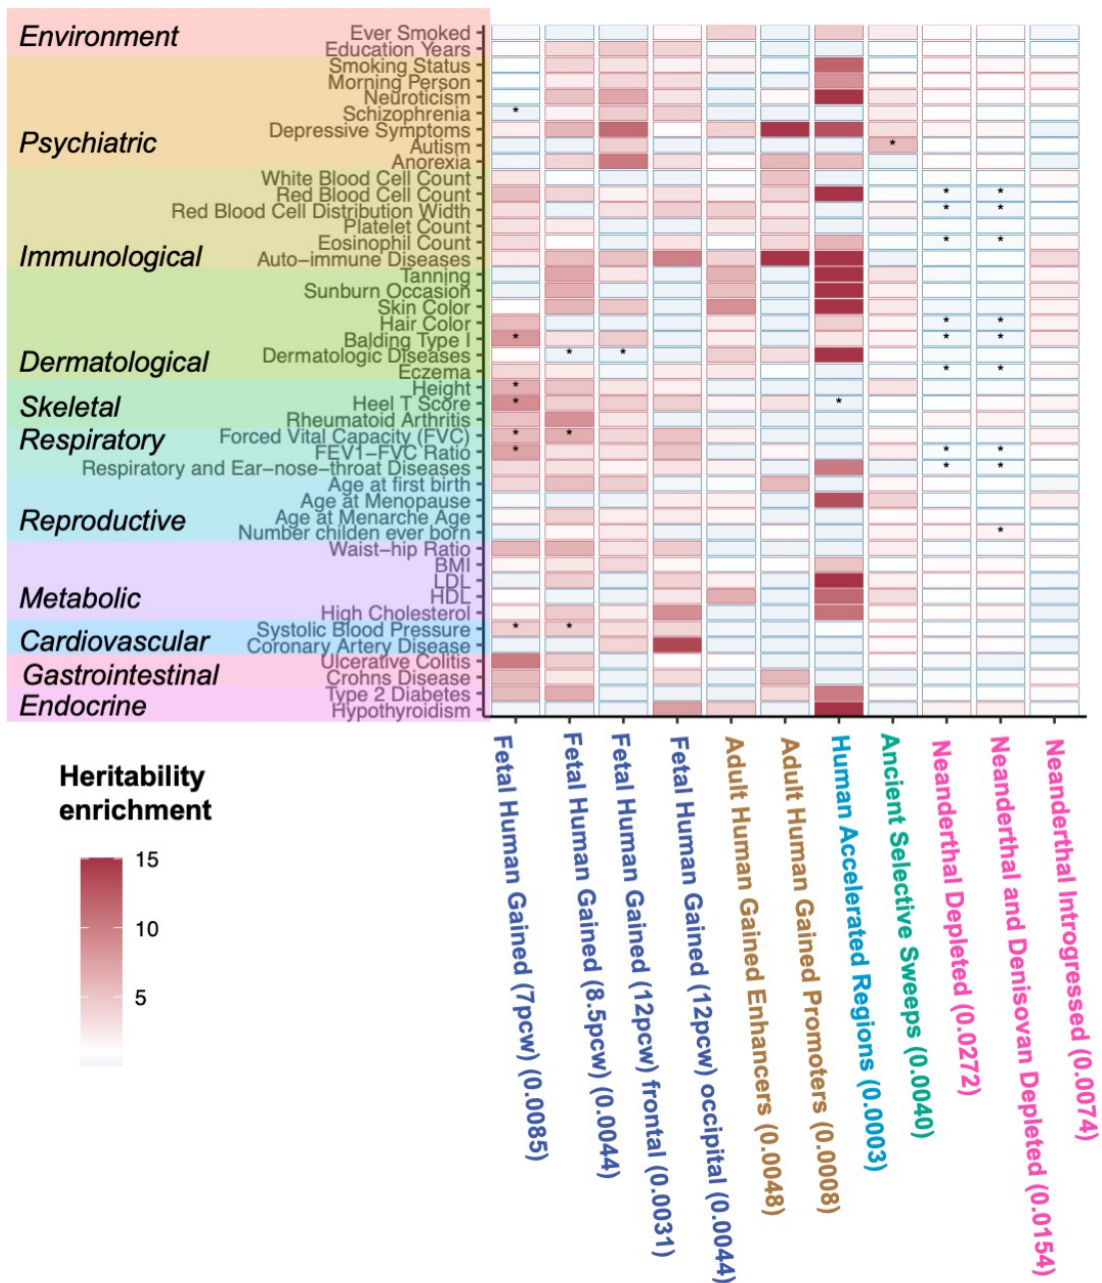 Environment
Psychiatric
Immunological
Dermatological
Skeletal
Respiratory
Reproductive
Metabolic
Cardiovascular
Gastrointestinal
Endocrine
Ever Smoked
Education Years
Smoking Status
Morning Person
Neuroticism
Schizophrenia
Depressive Symptoms
Autism
Anorexia
White Blood Cell Count
Red Blood Cell Count
Red Blood Cell Distribution Width
Platelet Count
Eosinophil Count
Auto-immune Diseases
Tanning
Sunburn Occasion
Skin Color
Hair Color
Balding Type I
Dermatologic Diseases
Eczema
Height
Heel T Score
Rheumatoid Arthritis
Forced Vital Capacity (FVC)
FEV1-FVC Ratio
Respiratory and Ear-nose-throat Diseases
Age at first birth
Age at Menopause
Age at Menarche Age
Number childen ever born
Waist-hip Ratio
BMI
LDL
HDL
High Cholesterol
Systolic Blood Pressure
Coronary Artery Disease
Ulcerative Colitis
Crohns Disease
Type 2 Diabetes
Hypothyroidism
Fetal Human Gained (7pcw) (0.0085)
Fetal Human Gained (8.5pcw) (0.0044)
Fetal Human Gained (12pcw) frontal (0.0031)
Fetal Human Gained (12pcw) occipital (0.0044)
Adult Human Gained Enhancers (0.0048)
Adult Human Gained Promoters (0.0008)
Human Accelerated Regions (0.0003)
Ancient Selective Sweeps (0.0040)
Neanderthal Depleted (0.0272)
Neanderthal and Denisovan Depleted (0.0154)
Neanderthal Introgressed (0.0074)
Heritability
enrichment
15
10
5